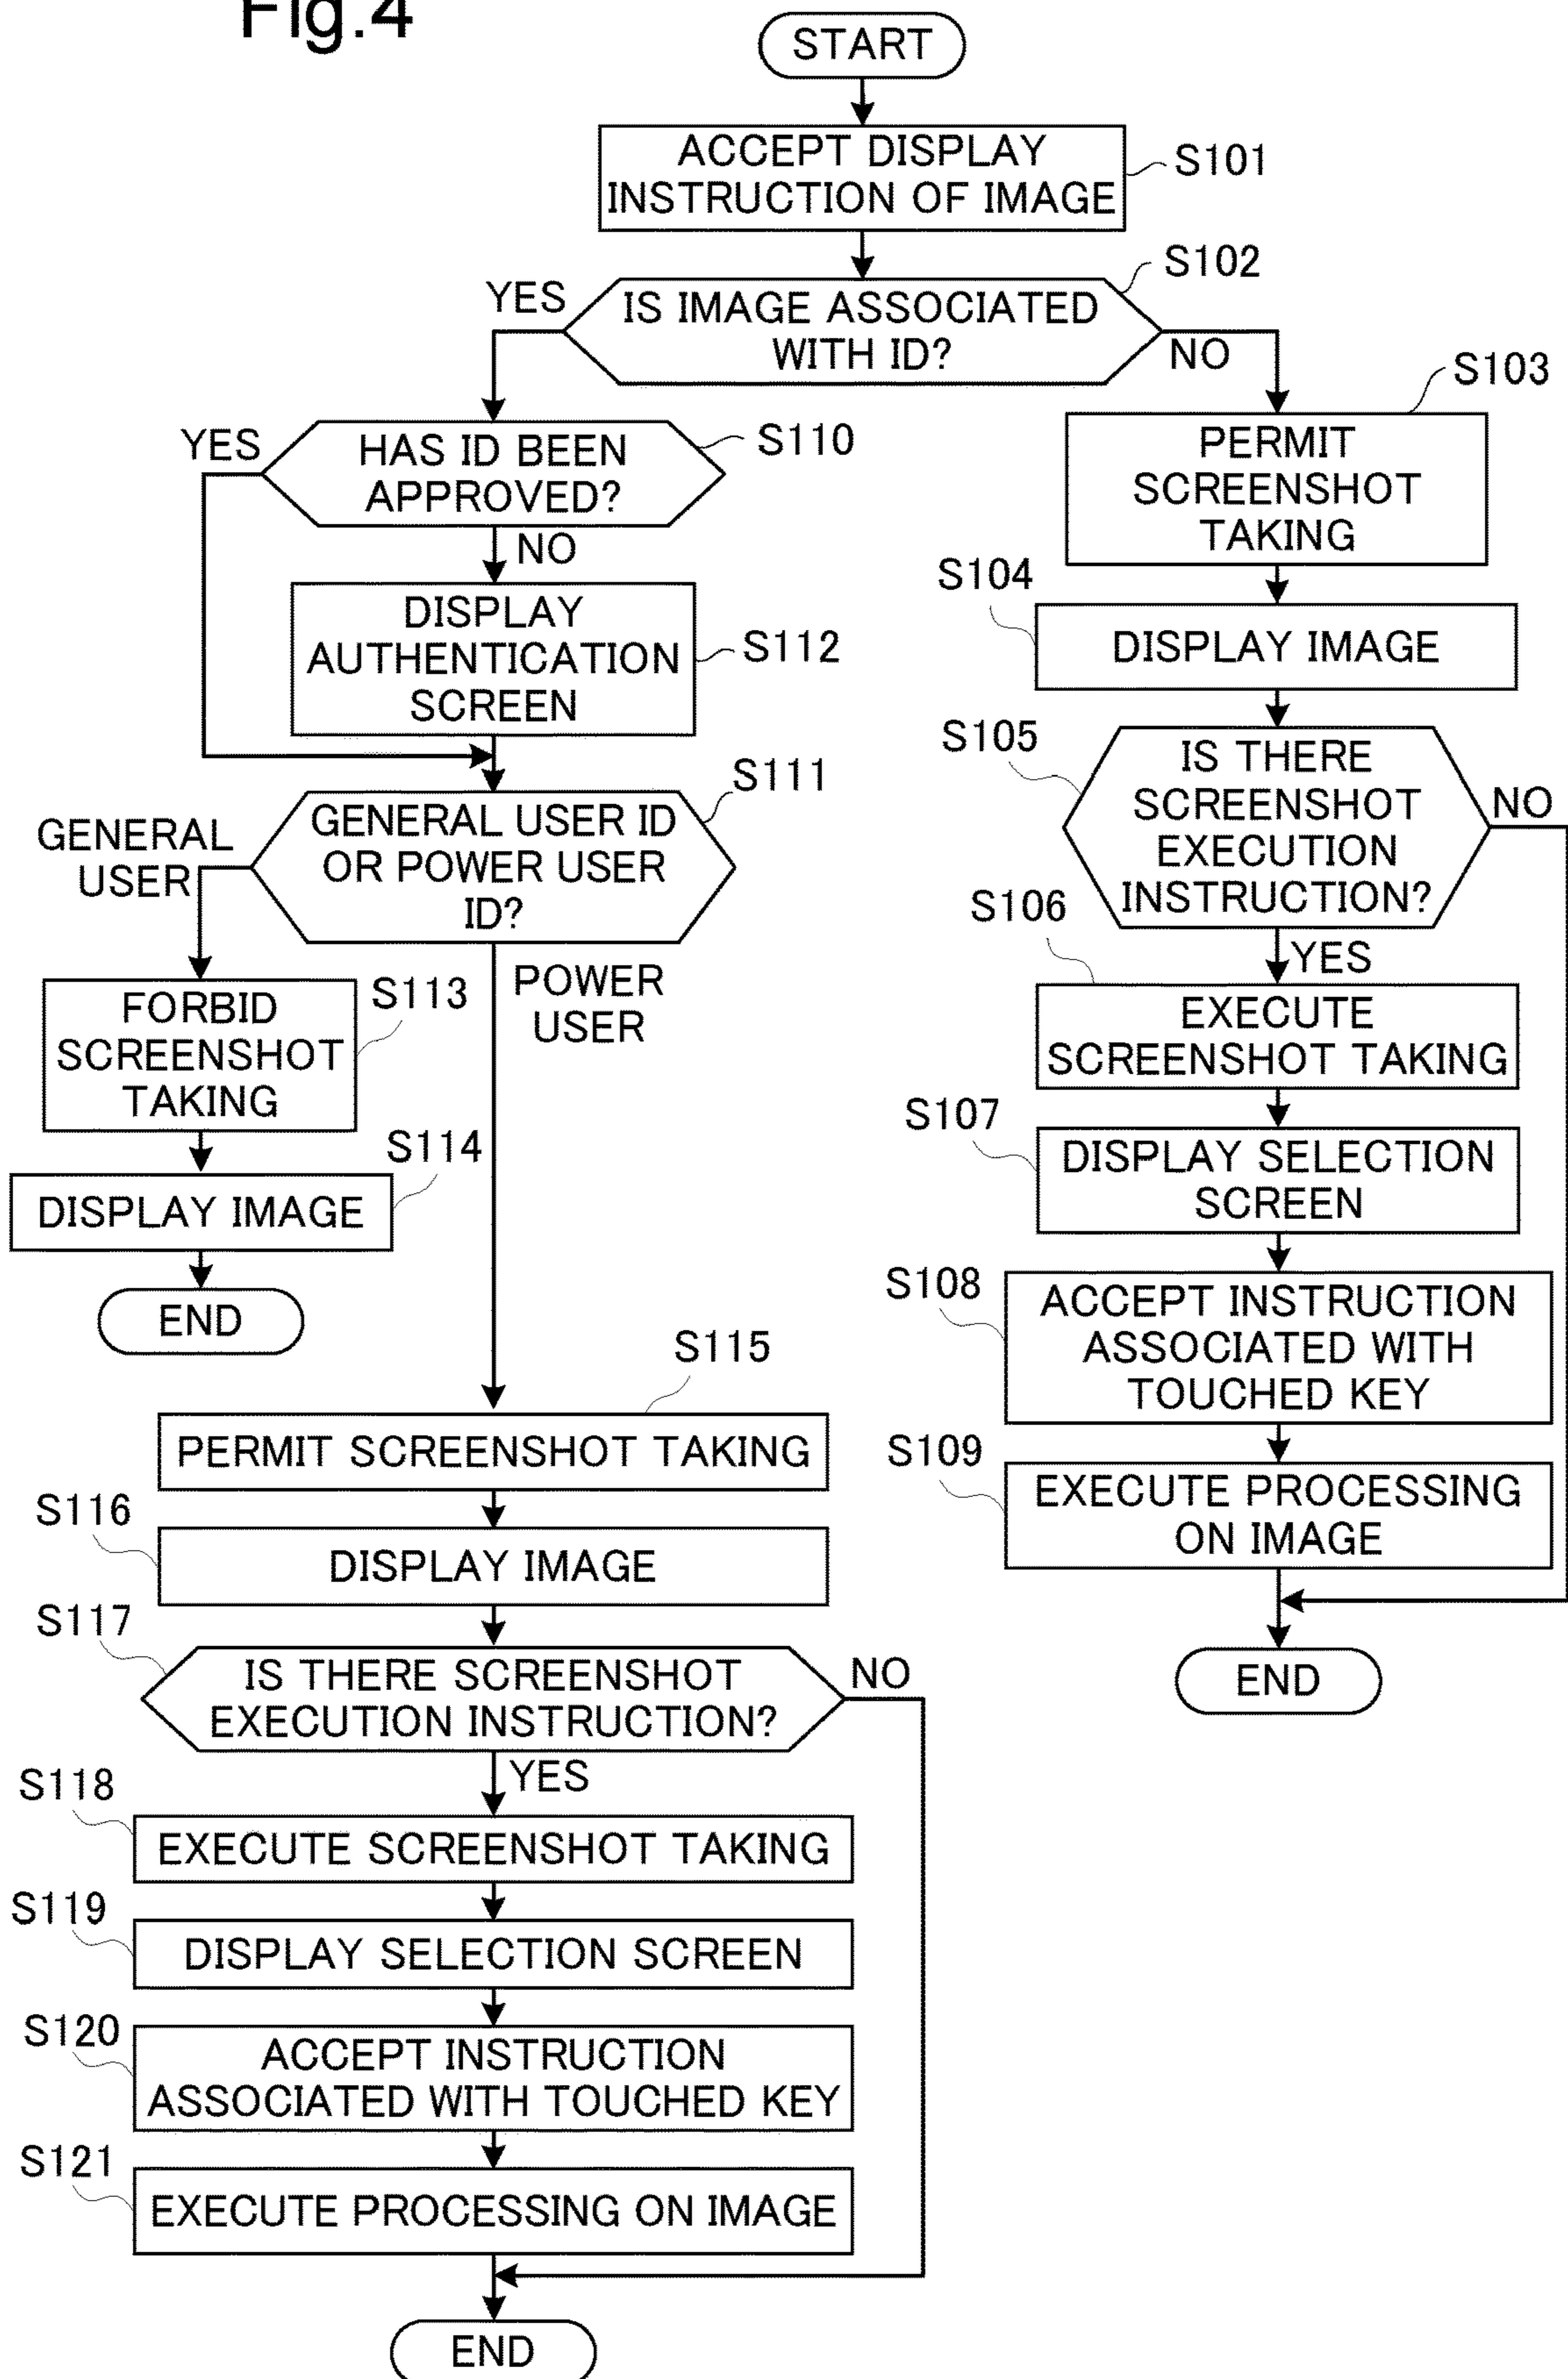 Fig.4
START
ACCEPT DISPLAY
INSTRUCTION OF IMAGE
S101
S102
YES
IS IMAGE ASSOCIATED
WITH ID?
NO
S103
PERMIT
SCREENSHOT
TAKING
S104
DISPLAY IMAGE
S105
IS THERE
SCREENSHOT
EXECUTION
INSTRUCTION?
NO
YES
S106
EXECUTE
SCREENSHOT TAKING
S107
DISPLAY SELECTION
SCREEN
S108
ACCEPT INSTRUCTION
ASSOCIATED WITH
TOUCHED KEY
S109
EXECUTE PROCESSING
ON IMAGE
END
YES
HAS ID BEEN
APPROVED?
S110
NO
DISPLAY
AUTHENTICATION
SCREEN
S112
S111
GENERAL
USER
GENERAL USER ID
OR POWER USER
ID?
POWER
USER
FORBID
SCREENSHOT
TAKING
S113
S114
DISPLAY IMAGE
END
S115
PERMIT SCREENSHOT TAKING
S116
DISPLAY IMAGE
S117
IS THERE SCREENSHOT
EXECUTION INSTRUCTION?
NO
YES
S118
EXECUTE SCREENSHOT TAKING
S119
DISPLAY SELECTION SCREEN
S120
ACCEPT INSTRUCTION
ASSOCIATED WITH TOUCHED KEY
S121
EXECUTE PROCESSING ON IMAGE
END